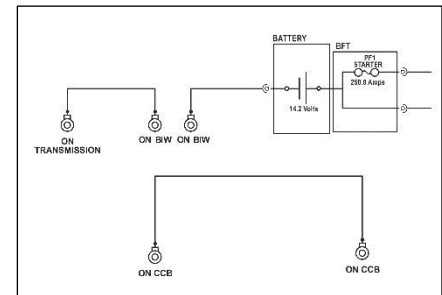 BATTERY
BFT
PF1
STARTER
250.0 Amps
14.2 Volts
ON
TRANSMISSION
ON BIW
ON BIW
ON CCB
ON CCB